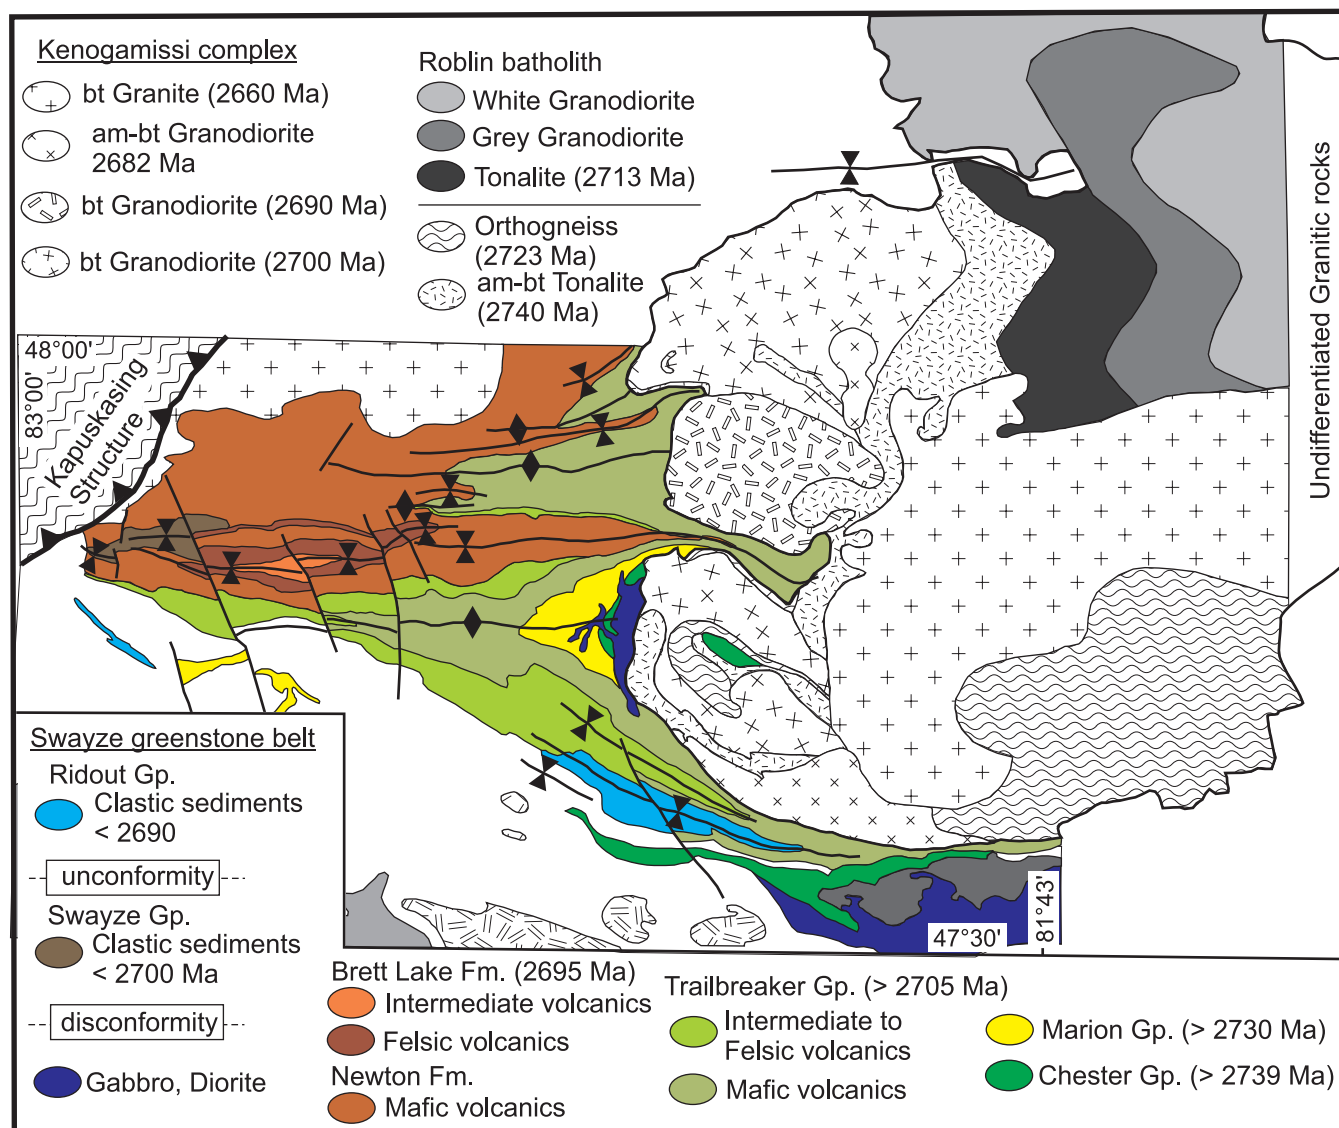 Kenogamissi complex
bt Granite (2660 Ma)
am-bt Granodiorite
2682 Ma
bt Granodiorite (2690 Ma)
bt Granodiorite (2700 Ma)
Roblin batholith
White Granodiorite
Grey Granodiorite
Tonalite (2713 Ma)
Orthogneiss
(2723 Ma)
am-bt Tonalite
(2740 Ma)
Undifferentiated Granitic rocks
48°00'
83°00'
Kapuskasing
Structure
47°30'
81°43'
Swayze greenstone belt
Ridout Gp.
Clastic sediments
< 2690
unconformity
Swayze Gp.
Clastic sediments
< 2700 Ma
disconformity
Gabbro, Diorite
Brett Lake Fm. (2695 Ma)
Intermediate volcanics
Felsic volcanics
Newton Fm.
Mafic volcanics
Trailbreaker Gp. (> 2705 Ma)
Intermediate to
Felsic volcanics
Mafic volcanics
Marion Gp. (> 2730 Ma)
Chester Gp. (> 2739 Ma)